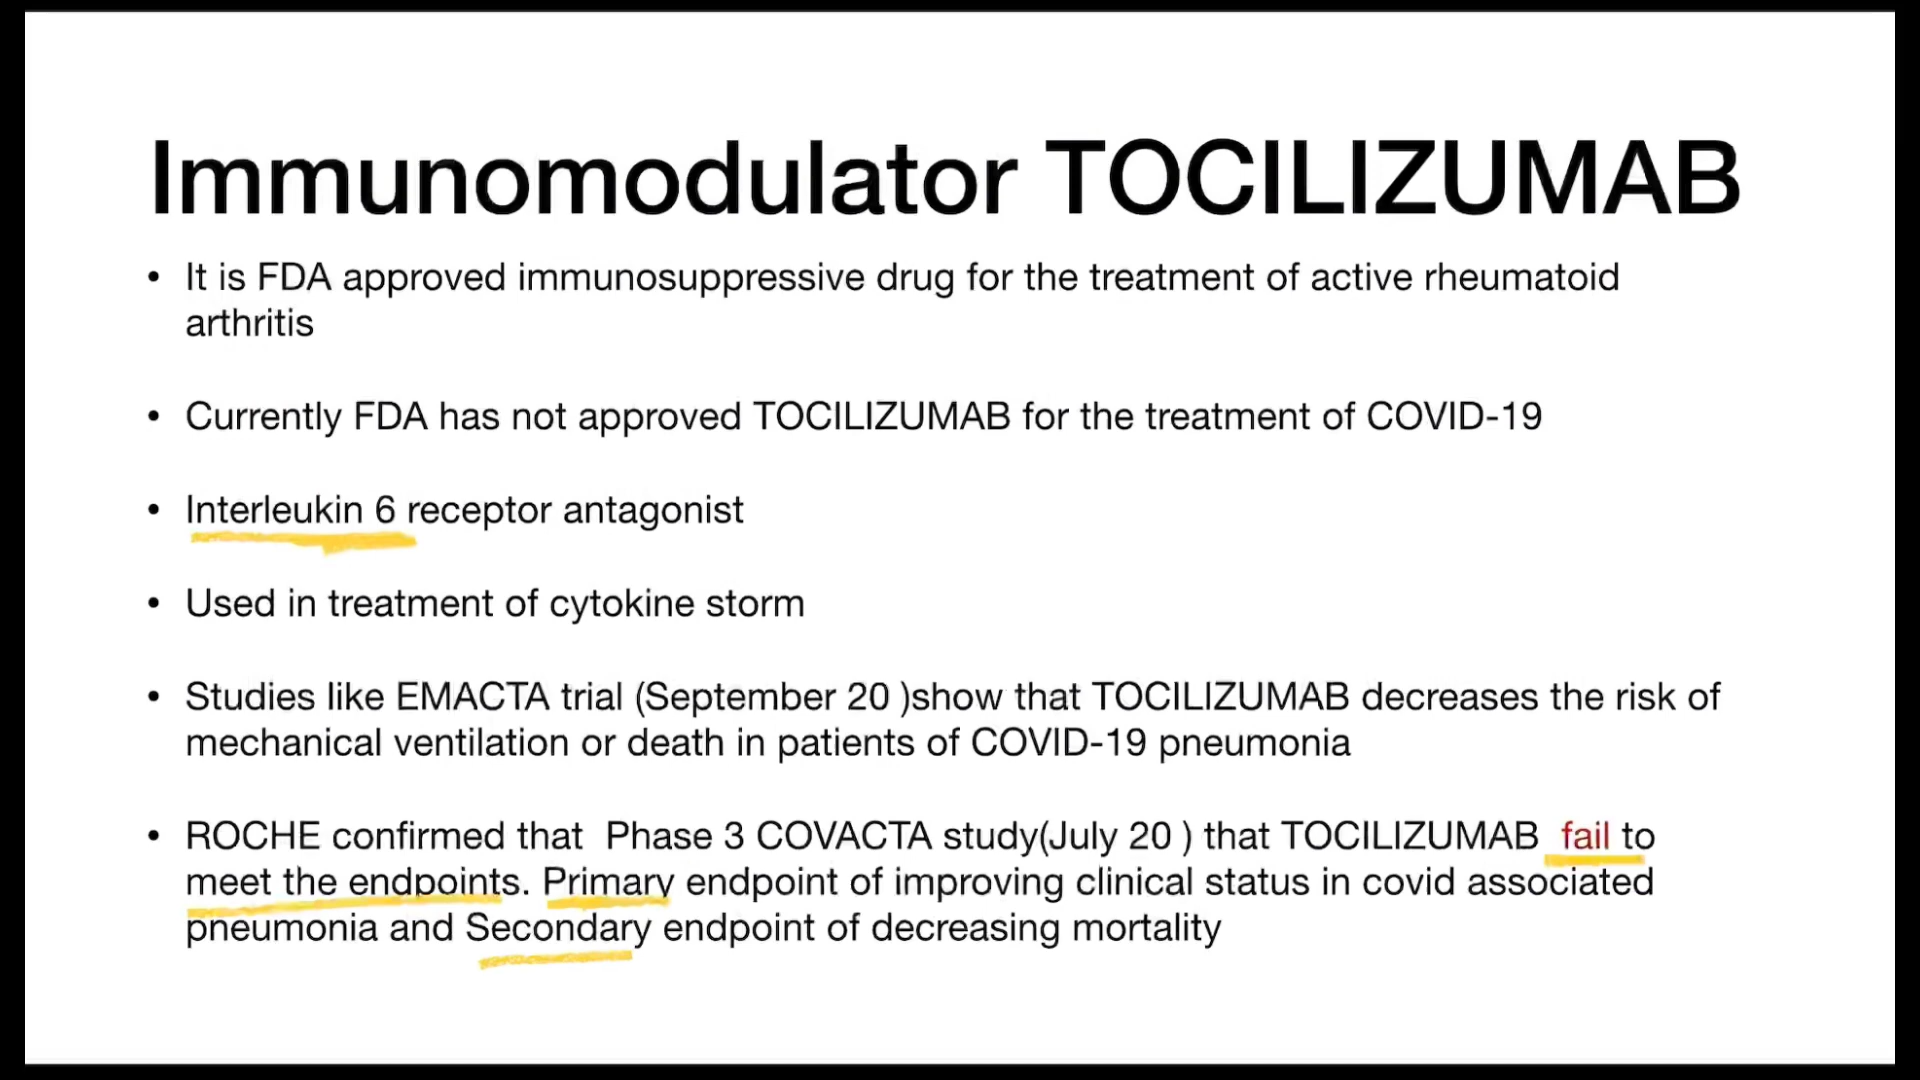 Immunomodulator TOCILIZUMAB
• It is FDA approved immunosuppressive drug for the treatment of active rheumatoid
arthritis
• Currently FDA has not approved TOCILIZUMAB for the treatment of COVID-19
• Interleukin 6 receptor antagonist
• Used in treatment of cytokine storm
• Studies like EMACTA trial (September 20 )show that TOCILIZUMAB decreases the risk of
mechanical ventilation or death in patients of COVID-19 pneumonia
• ROCHE confirmed that  Phase 3 COVACTA study(July 20 ) that TOCILIZUMAB  fail to
meet the endpoints. Primary endpoint of improving clinical status in covid associated
pneumonia and Secondary endpoint of decreasing mortality